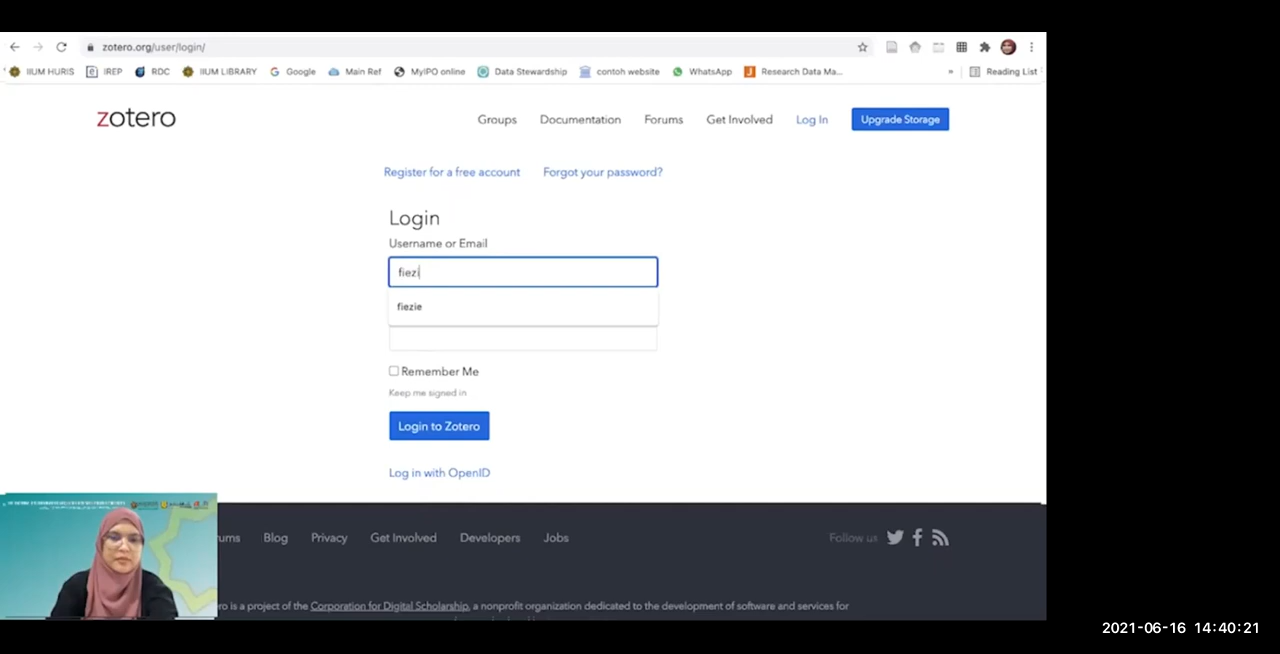 zotero.org/user/login/
IIUM HURIS IREP RDC IIUM LIBRARY Google Main Ref MyIPO online Data Stewardship contoh website WhatsApp Research Data Ma... » Reading List
zotero Groups Documentation Forums Get Involved Log In Upgrade Storage
Register for a free account Forgot your password?
Login
Username or Email
fiezi
fiezie
Remember Me
Keep me signed in
Login to Zotero
Log in with OpenID
ums Blog Privacy Get Involved Developers Jobs Follow us
ro is a project of the Corporation for Digital Scholarship, a nonprofit organization dedicated to the development of software and services for
2021-06-16 14:40:21